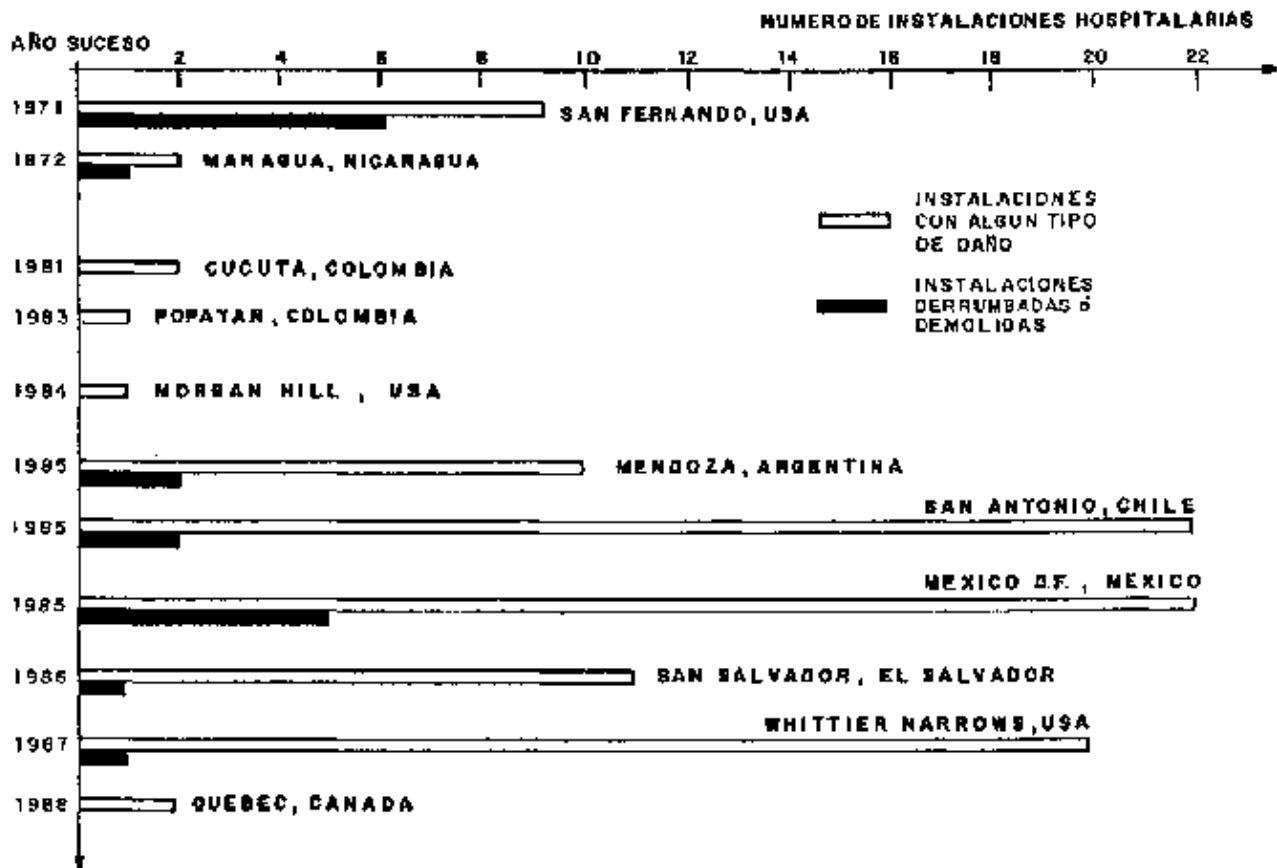 NUMERO DE INSTALACIONES HOSPITALARIAS
AÑO SUCESO
2 4 6 8 10 12 14 16 18 20 22
1971 SAN FERNANDO, USA
1972 MANAGUA, NICARAGUA
INSTALACIONES
CON ALGUN TIPO
DE DAÑO
1981 CUCUTA, COLOMBIA
INSTALACIONES
DERRUMBADAS ó
DEMOLIDAS
1983 POPAYAN, COLOMBIA
1984 MORGAN HILL , USA
1985 MENDOZA, ARGENTINA
SAN ANTONIO, CHILE
1985
MEXICO D.F. , MEXICO
1985
1986 SAN SALVADOR, EL SALVADOR
WHITTIER NARROWS, USA
1987
1988 QUEBEC, CANADA